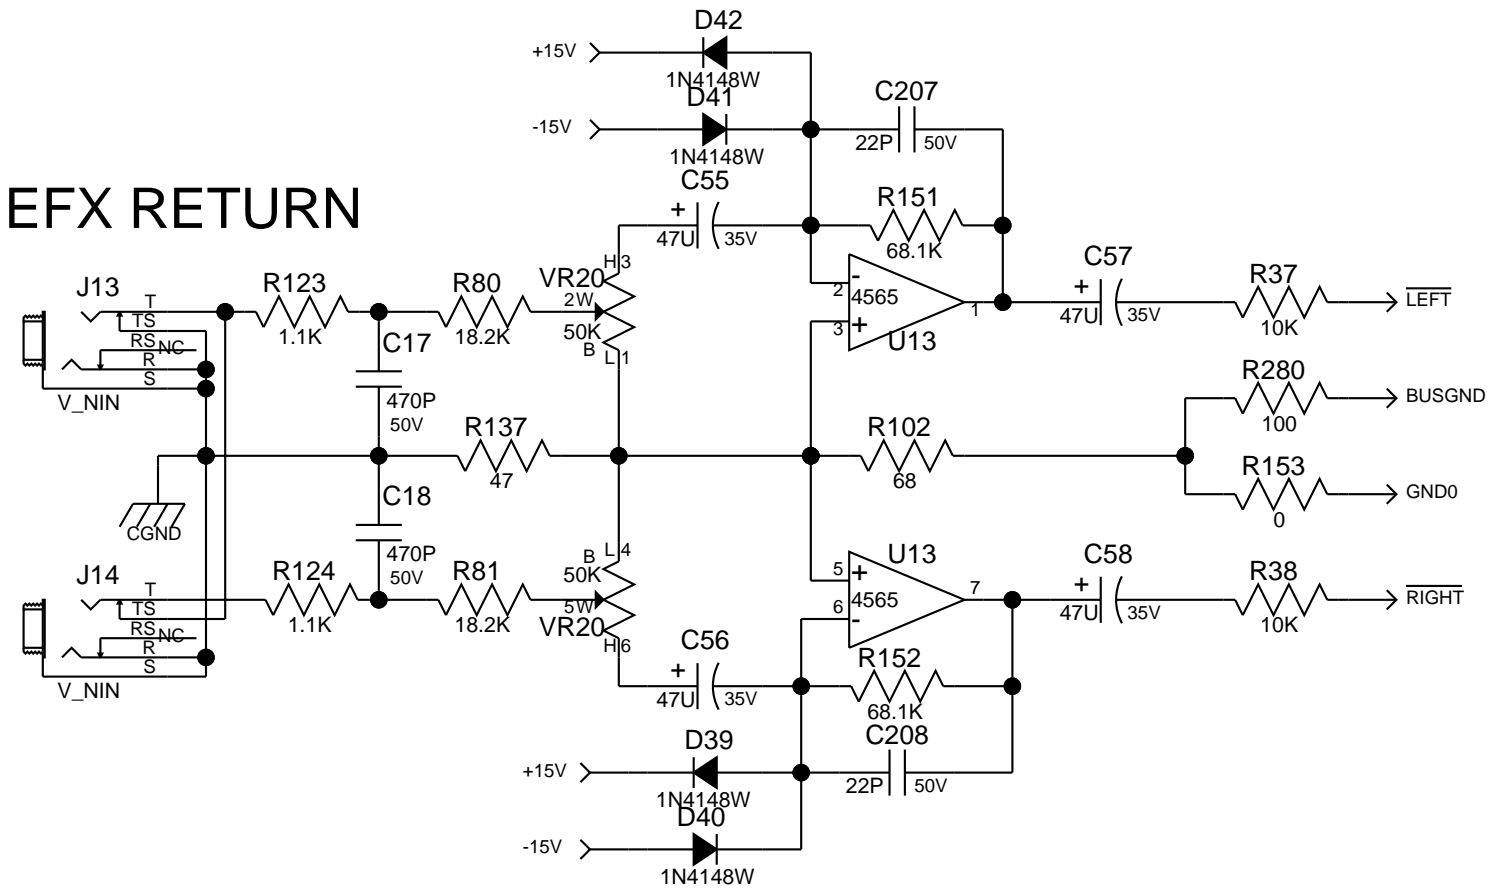 D42
+15V
1N4148W
D41
-15V
1N4148W
C207
22P 50V
EFX RETURN
C55
+
47U 35V
R151
68.1K
J13
T
TS
RS NC
R
S
V_NIN
R123
1.1K
R80
18.2K
VR20
H 3
2W
50K
B
L 1
C17
470P
50V
-
2
4565
+
3
1
U13
C57
+
47U 35V
R37
10K
LEFT
R280
100
BUSGND
R137
47
R102
68
R153
0
GND0
CGND
C18
470P
50V
J14
T
TS
RS NC
R
S
V_NIN
R124
1.1K
R81
18.2K
B L 4
50K
5W
VR20
H 6
U13
5
+
4565
6
-
7
C58
+
47U 35V
R38
10K
RIGHT
C56
+
47U 35V
R152
68.1K
C208
22P 50V
D39
+15V
1N4148W
D40
-15V
1N4148W